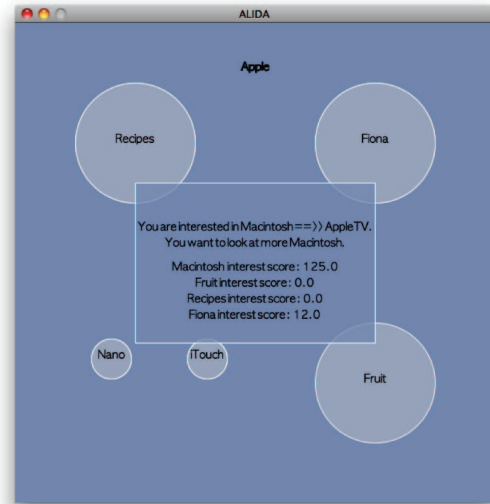 ALIDA
Apple
Recipes
Fiona
You are interested in Macintosh ==>> AppleTV.
You want to look at more Macintosh.
Macintosh interest score : 125.0
Fruit interest score : 0.0
Recipes interest score : 0.0
Fiona interest score : 12.0
Nano
iTouch
Fruit